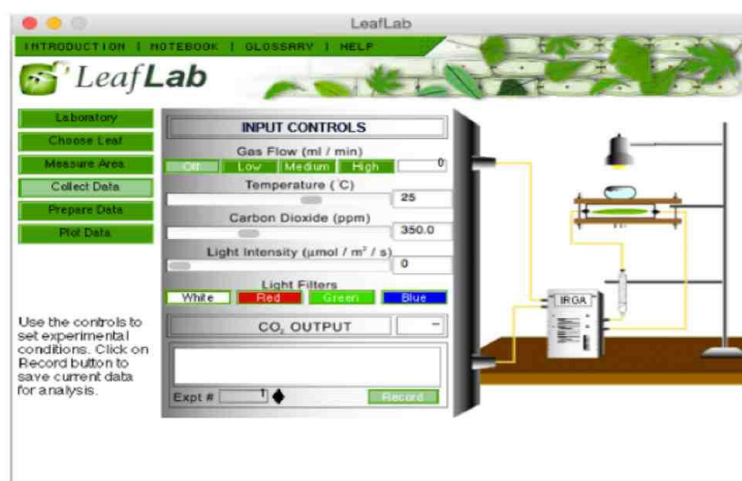 LeafLab
INTRODUCTION | NOTEBOOK | GLOSSARY | HELP
LeafLab
Laboratory
Choose Leaf
Measure Area
Collect Data
Prepare Data
Plot Data
Use the controls to
set experimental
conditions. Click on
Record button to
save current data
for analysis.
INPUT CONTROLS
Gas Flow (ml / min)
Off Low Medium High 0
Temperature (°C)
25
Carbon Dioxide (ppm)
350.0
Light Intensity (μmol / m² / s)
0
Light Filters
White Red Green Blue
CO₂ OUTPUT --
Expt # 1 Record
IRGA